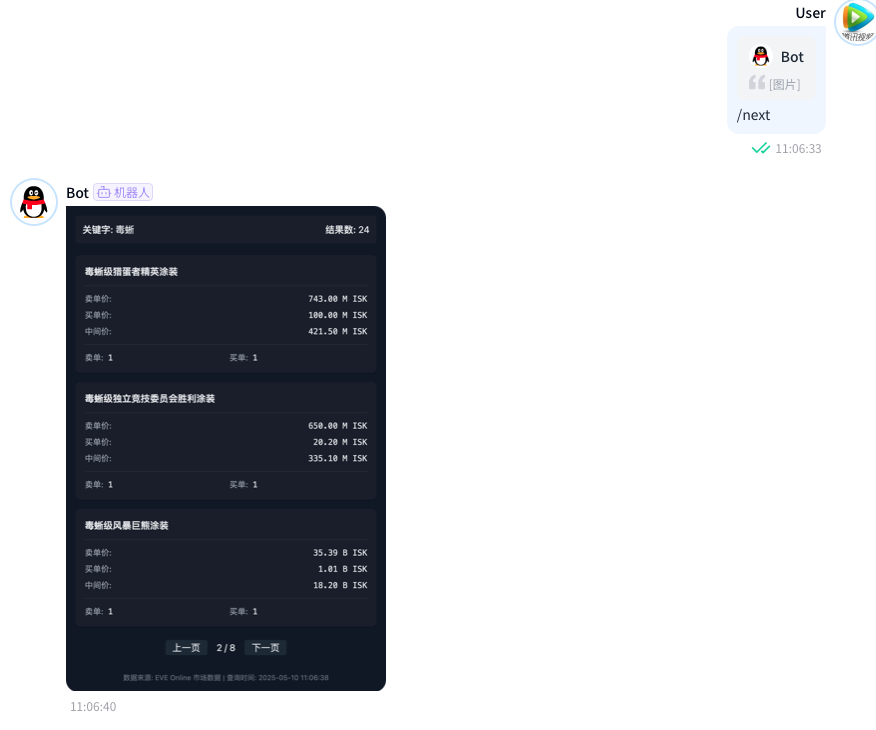 User
Bot
[图片]
/next
11:06:33
Bot 机器人
关键字: 毒蜥 结果数: 24
毒蜥级猎蛋者精英涂装
卖单价: 743.00 M ISK
买单价: 100.00 M ISK
中间价: 421.50 M ISK
卖单: 1 买单: 1
毒蜥级独立竞技委员会胜利涂装
卖单价: 650.00 M ISK
买单价: 20.20 M ISK
中间价: 335.10 M ISK
卖单: 1 买单: 1
毒蜥级风暴巨熊涂装
卖单价: 35.39 B ISK
买单价: 1.01 B ISK
中间价: 18.20 B ISK
卖单: 1 买单: 1
上一页 2 / 8 下一页
数据来源: EVE Online 市场数据 | 查询时间: 2025-05-10 11:06:38
11:06:40